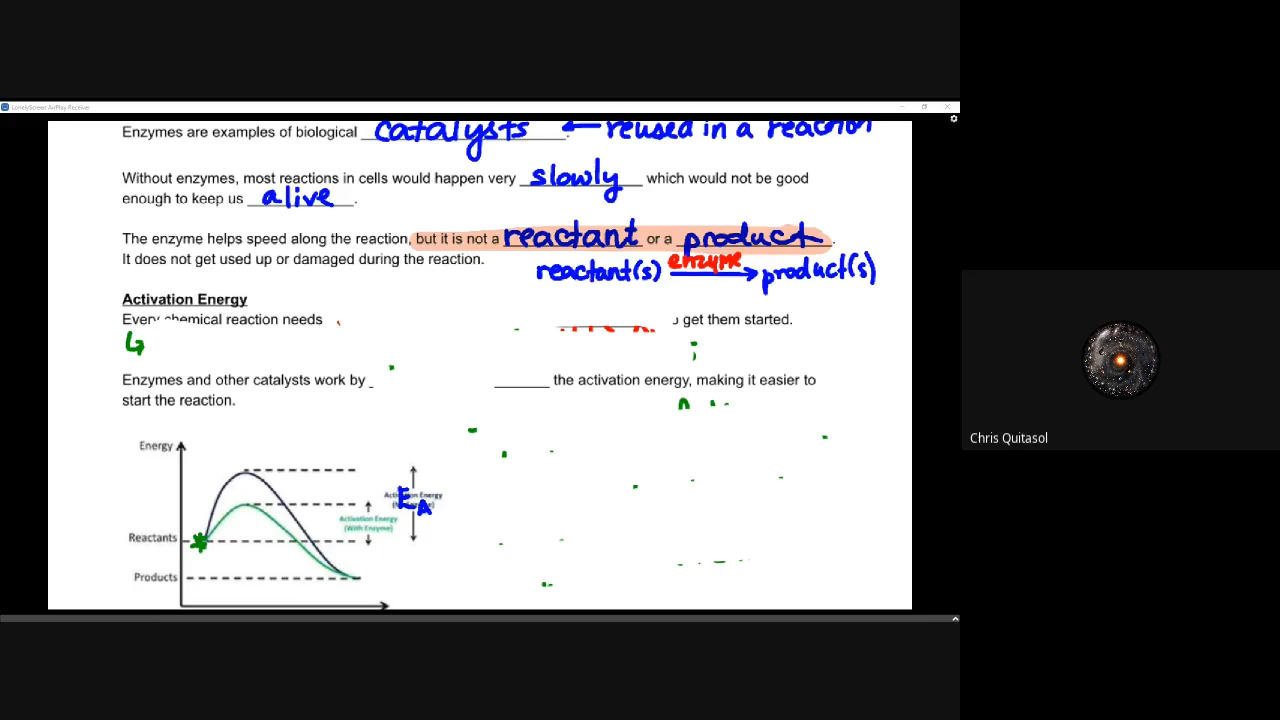 LonelyScreen AirPlay Receiver
Enzymes are examples of biological catalysts. ← reused in a reaction
Without enzymes, most reactions in cells would happen very slowly which would not be good
enough to keep us alive.
The enzyme helps speed along the reaction, but it is not a reactant or a product.
It does not get used up or damaged during the reaction.
reactant(s) enzyme → product(s)
Activation Energy
Every chemical reaction needs get them started.
Enzymes and other catalysts work by the activation energy, making it easier to
start the reaction.
Energy
Activation Energy
EA
Activation Energy
(With Enzyme)
Reactants
Products
Chris Quitasol